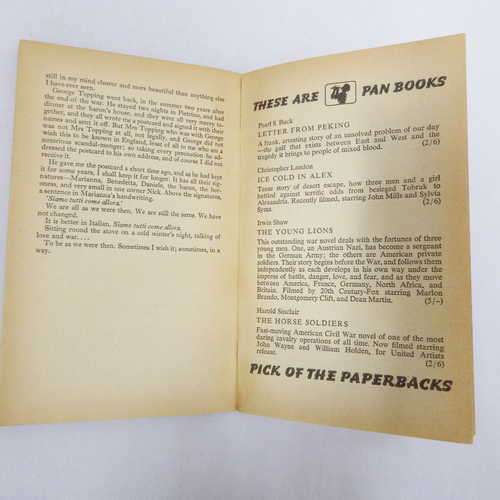 still in my mind clearer and more beautiful than anything else
I have ever seen.
George Topping went back, in the summer two years after
the end of the war. He stayed two nights in Pletrino, and had
dinner at the baron's house, and they were all very merry to-
gether, and they all wrote me a postcard and signed it with their
names and sent it off. But Mrs Topping who was with George
was not Mrs Topping at all, not legally, and George did not
wish this to be known in England, least of all to me who am a
notorious scandal-monger; so taking every precaution he ad-
dressed the postcard to his own address, and of course I did not
receive it.
He gave me the postcard a short time ago, and as he had kept
it for some years, I shall keep it for longer. It has all their sig-
natures—Marianna, Benedetta, Daniele, the baron, the bar-
oness, and very small in one corner Nick. Above the signatures,
a sentence in Marianna's handwriting.
'Siamo tutti come allora.'
We are all as we were then. We are still the same. We have
not changed.
It is better in Italian. Siamo tutti come allora.
Sitting round the stove on a cold winter's night, talking of
love and war. . . .
To be as we were then. Sometimes I wish it; sometimes, in a
way.
THESE ARE PAN BOOKS
Pearl S Buck
LETTER FROM PEKING
A frank, arresting story of an unsolved problem of our day
—the gulf that exists between East and West and the
tragedy it brings to people of mixed blood. (2/6)
Christopher Landon
ICE COLD IN ALEX
Tense story of desert escape, how three men and a girl
battled against terrific odds from besieged Tobruk to
Alexandria. Recently filmed, starring John Mills and Sylvia
Syms. (2/6)
Irwin Shaw
THE YOUNG LIONS
This outstanding war novel deals with the fortunes of three
young men. One, an Austrian Nazi, has become a sergeant
in the German Army; the others are American private
soldiers. Their story begins before the War, and follows them
independently as each develops in his own way under the
impress of battle, danger, love, and fear, and as they move
between America, France, Germany, North Africa, and
Britain. Filmed by 20th Century-Fox starring Marlon
Brando, Montgomery Clift, and Dean Martin. (5/-)
Harold Sinclair
THE HORSE SOLDIERS
Fast-moving American Civil War novel of one of the most
daring cavalry operations of all time. Now filmed starring
John Wayne and William Holden, for United Artists
release. (2/6)
PICK OF THE PAPERBACKS